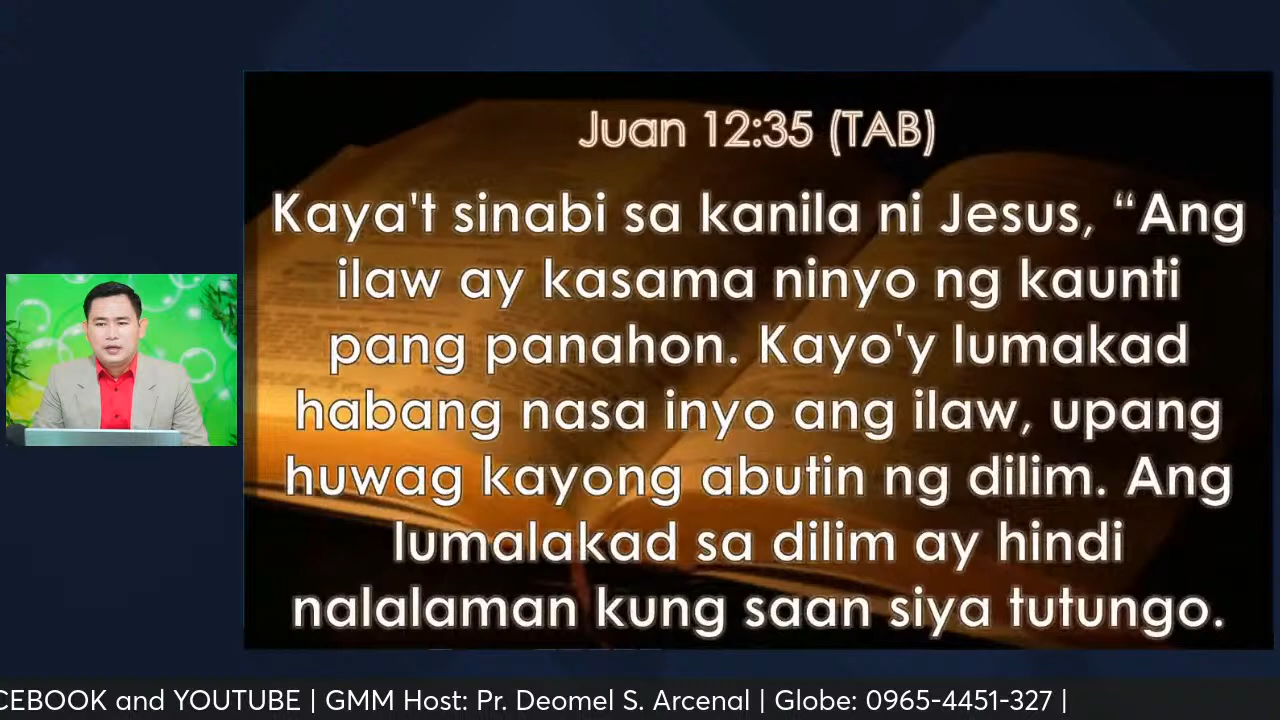 Juan 12:35 (TAB)
Kaya't sinabi sa kanila ni Jesus, “Ang
ilaw ay kasama ninyo ng kaunti
pang panahon. Kayo'y lumakad
habang nasa inyo ang ilaw, upang
huwag kayong abutin ng dilim. Ang
lumalakad sa dilim ay hindi
nalalaman kung saan siya tutungo.
CEBOOK and YOUTUBE | GMM Host: Pr. Deomel S. Arcenal | Globe: 0965-4451-327 |